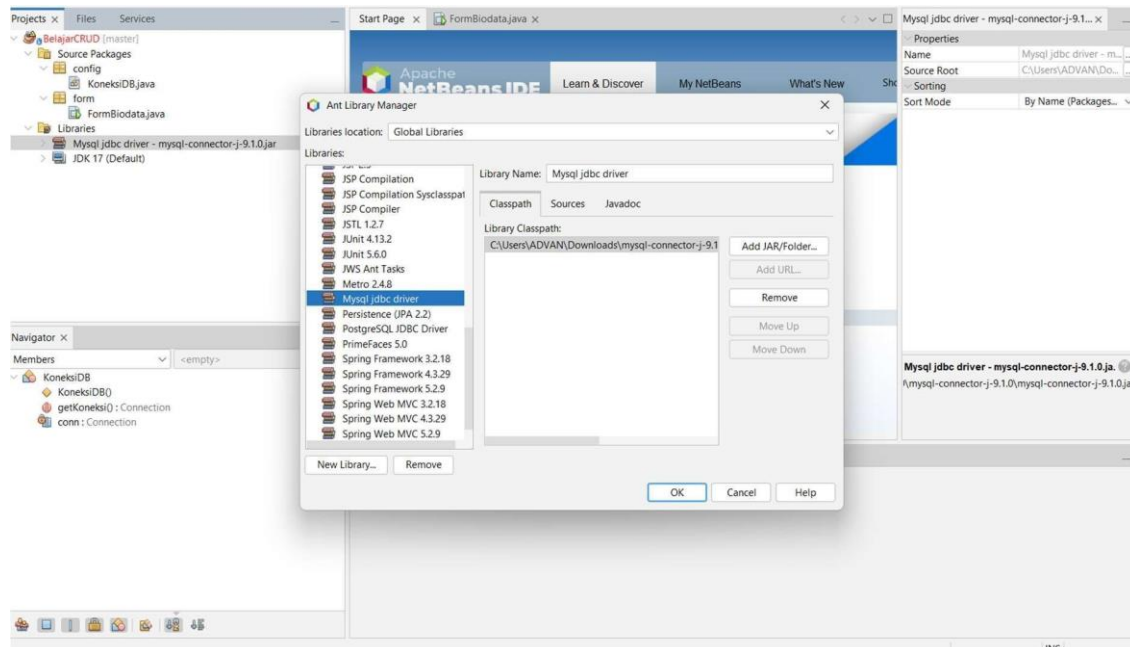 Projects Files Services
BelajarCRUD [master]
Source Packages
config
KoneksiDB.java
form
FormBiodata.java
Libraries
Mysql jdbc driver - mysql-connector-j-9.1.0.jar
JDK 17 (Default)
Navigator
Members <empty>
KoneksiDB
KoneksiDB()
getKoneksi() : Connection
conn : Connection
Start Page FormBiodata.java
Apache
NetBeans IDE
Learn & Discover My NetBeans What's New
Ant Library Manager
Libraries location: Global Libraries
Libraries:
JSP Compilation
JSP Compilation Sysclasspat
JSP Compiler
JSTL 1.2.7
JUnit 4.13.2
JUnit 5.6.0
JWS Ant Tasks
Metro 2.4.8
Mysql jdbc driver
Persistence (JPA 2.2)
PostgreSQL JDBC Driver
PrimeFaces 5.0
Spring Framework 3.2.18
Spring Framework 4.3.29
Spring Framework 5.2.9
Spring Web MVC 3.2.18
Spring Web MVC 4.3.29
Spring Web MVC 5.2.9
New Library... Remove
Library Name: Mysql jdbc driver
Classpath Sources Javadoc
Library Classpath:
C:\Users\ADVAN\Downloads\mysql-connector-j-9.1
Add JAR/Folder...
Add URL...
Remove
Move Up
Move Down
OK Cancel Help
Mysql jdbc driver - mysql-connector-j-9.1...
Properties
Name Mysql jdbc driver - m...
Source Root C:\Users\ADVAN\Do...
Sorting
Sort Mode By Name (Packages...
Mysql jdbc driver - mysql-connector-j-9.1.0.ja.
\mysql-connector-j-9.1.0\mysql-connector-j-9.1.0.ja